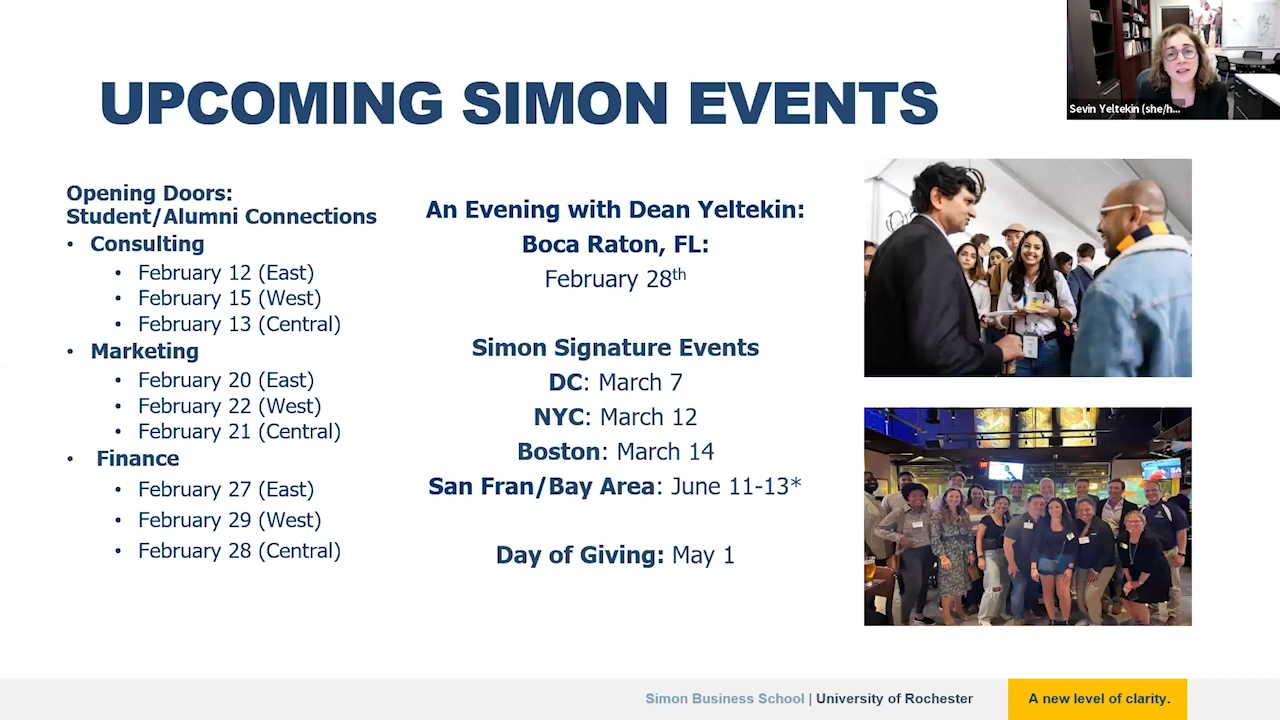 UPCOMING SIMON EVENTS
Sevin Yeltekin (she/h...
Opening Doors:
Student/Alumni Connections
• Consulting
• February 12 (East)
• February 15 (West)
• February 13 (Central)
• Marketing
• February 20 (East)
• February 22 (West)
• February 21 (Central)
• Finance
• February 27 (East)
• February 29 (West)
• February 28 (Central)
An Evening with Dean Yeltekin:
Boca Raton, FL:
February 28th
Simon Signature Events
DC: March 7
NYC: March 12
Boston: March 14
San Fran/Bay Area: June 11-13*
Day of Giving: May 1
Simon Business School | University of Rochester
A new level of clarity.